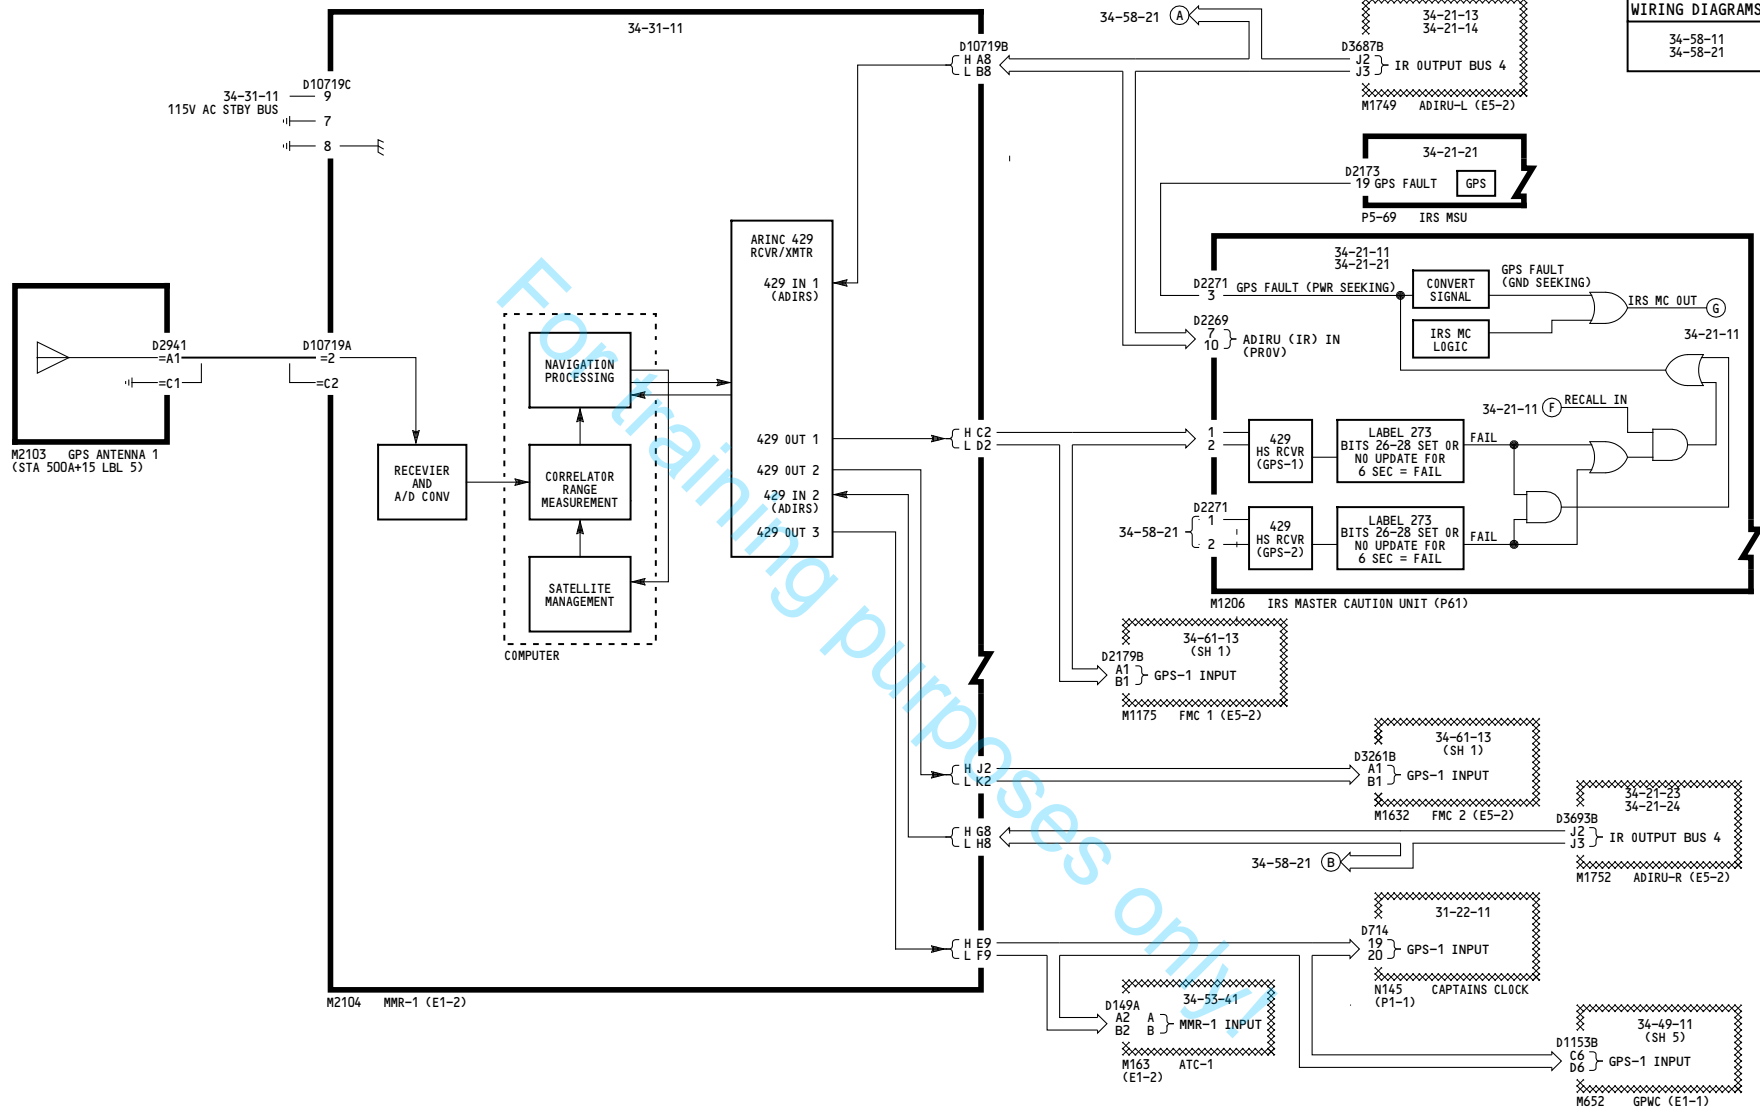 34-31-11
34-58-21 A
34-21-13
34-21-14
WIRING DIAGRAMS
34-58-11
34-58-21
D10719B
H A8
L B8
D3687B
J2
J3
IR OUTPUT BUS 4
M1749 ADIRU-L (E5-2)
D10719C
34-31-11
115V AC STBY BUS
9
7
8
34-21-21
D2173
19 GPS FAULT
GPS
P5-69 IRS MSU
ARINC 429
RCVR/XMTR
429 IN 1
(ADIRS)
34-21-11
34-21-21
D2271
3 GPS FAULT (PWR SEEKING)
CONVERT
SIGNAL
GPS FAULT
(GND SEEKING)
IRS MC OUT
G
D2269
7
10
ADIRU (IR) IN
(PROV)
IRS MC
LOGIC
34-21-11
D2941
=A1
=C1
D10719A
=2
=C2
M2103 GPS ANTENNA 1
(STA 500A+15 LBL 5)
NAVIGATION
PROCESSING
RECEVIER
AND
A/D CONV
CORRELATOR
RANGE
MEASUREMENT
SATELLITE
MANAGEMENT
COMPUTER
429 OUT 1
429 OUT 2
429 IN 2
(ADIRS)
429 OUT 3
H C2
L D2
34-21-11 F RECALL IN
1
2
429
HS RCVR
(GPS-1)
LABEL 273
BITS 26-28 SET OR
NO UPDATE FOR
6 SEC = FAIL
FAIL
D2271
34-58-21
1
2
429
HS RCVR
(GPS-2)
LABEL 273
BITS 26-28 SET OR
NO UPDATE FOR
6 SEC = FAIL
FAIL
M1206 IRS MASTER CAUTION UNIT (P61)
34-61-13
(SH 1)
D2179B
A1
B1
GPS-1 INPUT
M1175 FMC 1 (E5-2)
H J2
L K2
34-61-13
(SH 1)
D3261B
A1
B1
GPS-1 INPUT
M1632 FMC 2 (E5-2)
H G8
L H8
34-58-21 B
34-21-23
34-21-24
D3693B
J2
J3
IR OUTPUT BUS 4
M1752 ADIRU-R (E5-2)
H E9
L F9
31-22-11
D714
19
20
GPS-1 INPUT
N145 CAPTAINS CLOCK
(P1-1)
M2104 MMR-1 (E1-2)
34-53-41
D149A
A2 A
B2 B
MMR-1 INPUT
M163 ATC-1
(E1-2)
34-49-11
(SH 5)
D1153B
C6
D6
GPS-1 INPUT
M652 GPWC (E1-1)
For training purposes only!